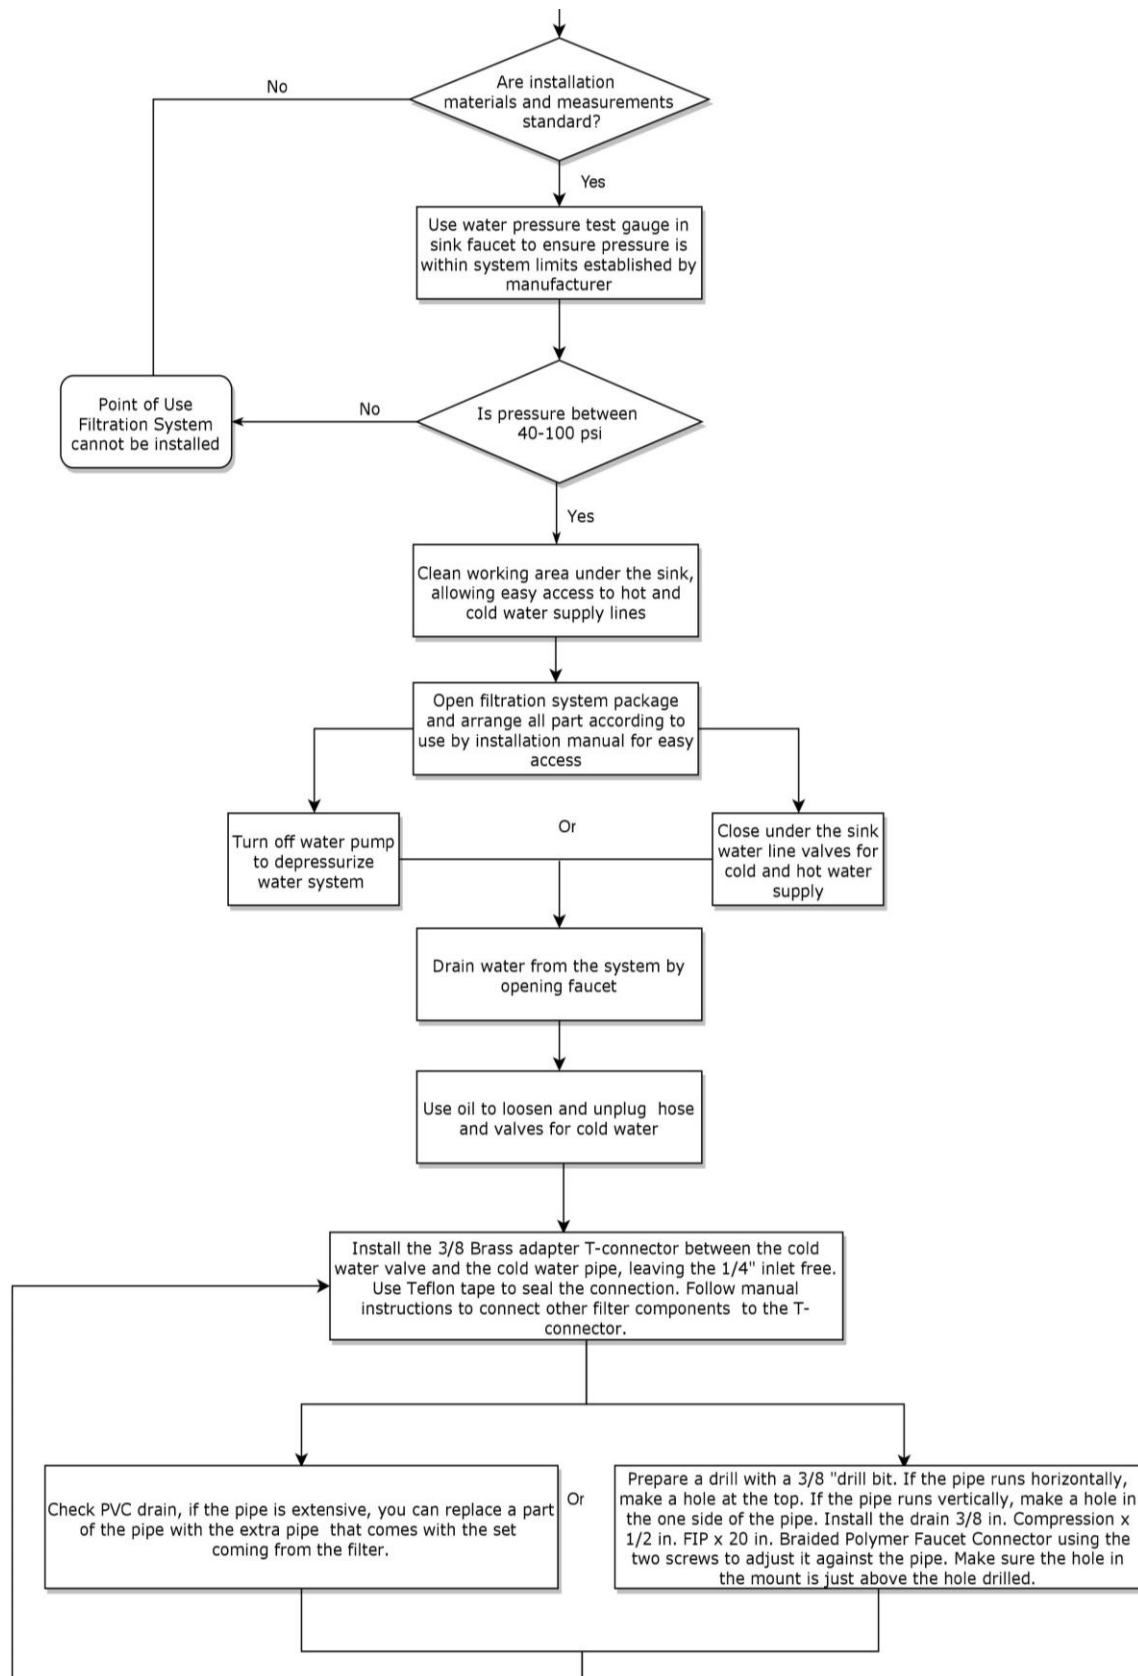 Are installation
materials and measurements
standard?
No
Yes
Use water pressure test gauge in
sink faucet to ensure pressure is
within system limits established by
manufacturer
Point of Use
Filtration System
cannot be installed
No
Is pressure between
40-100 psi
Yes
Clean working area under the sink,
allowing easy access to hot and
cold water supply lines
Open filtration system package
and arrange all part according to
use by installation manual for easy
access
Turn off water pump
to depressurize
water system
Or
Close under the sink
water line valves for
cold and hot water
supply
Drain water from the system by
opening faucet
Use oil to loosen and unplug hose
and valves for cold water
Install the 3/8 Brass adapter T-connector between the cold
water valve and the cold water pipe, leaving the 1/4" inlet free.
Use Teflon tape to seal the connection. Follow manual
instructions to connect other filter components to the T-
connector.
Check PVC drain, if the pipe is extensive, you can replace a part
of the pipe with the extra pipe that comes with the set
coming from the filter.
Or
Prepare a drill with a 3/8 "drill bit. If the pipe runs horizontally,
make a hole at the top. If the pipe runs vertically, make a hole in
the one side of the pipe. Install the drain 3/8 in. Compression x
1/2 in. FIP x 20 in. Braided Polymer Faucet Connector using the
two screws to adjust it against the pipe. Make sure the hole in
the mount is just above the hole drilled.